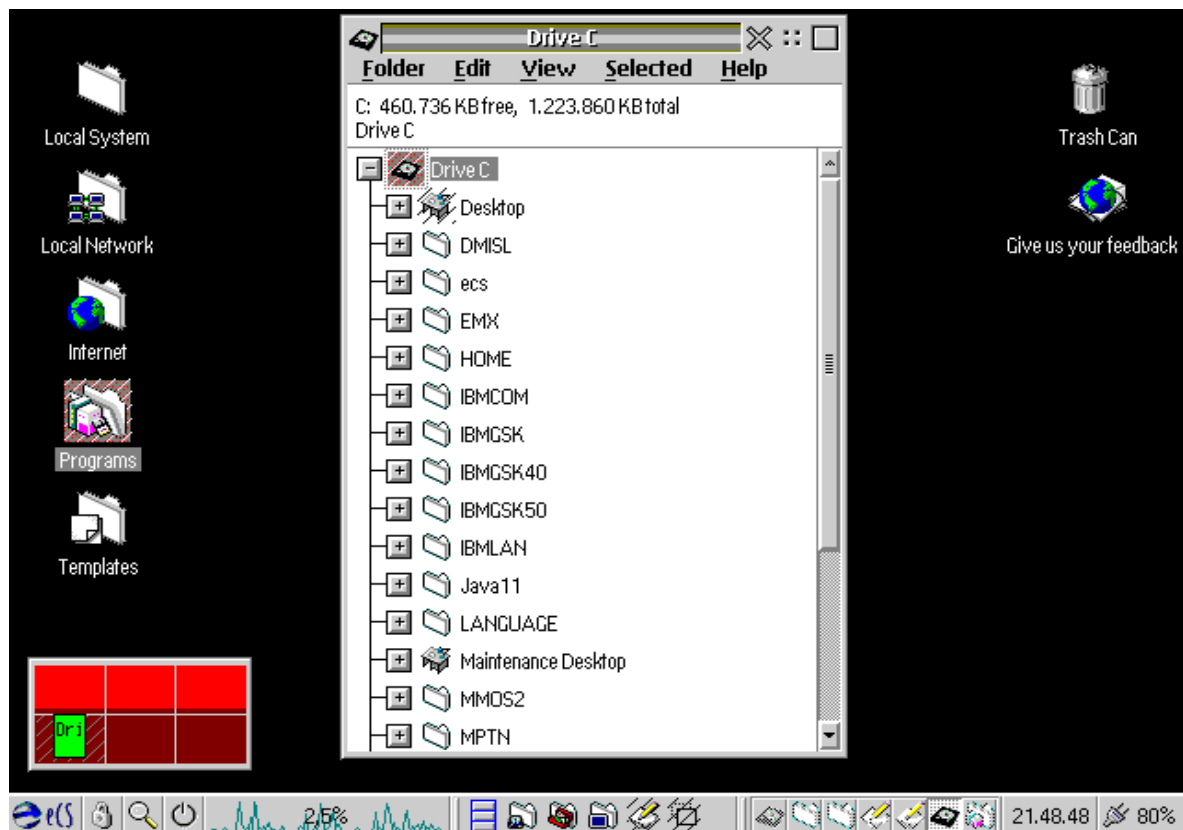 Drive C
Folder Edit View Selected Help
C: 460.736 KB free, 1.223.860 KB total
Drive C
Drive C
Desktop
DMISL
ecs
EMX
HOME
IBMCOM
IBMGSK
IBMGSK40
IBMGSK50
IBMLAN
Java11
LANGUAGE
Maintenance Desktop
MMOS2
MPTN
Local System
Local Network
Internet
Programs
Templates
Trash Can
Give us your feedback
Dri
eCS
2,5%
21.48.48
80%